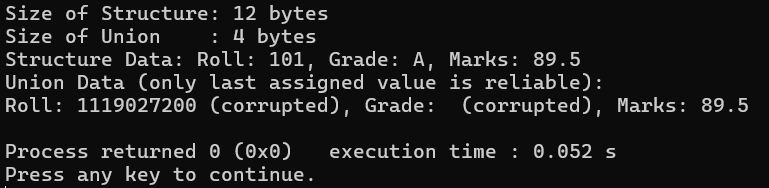 Size of Structure: 12 bytes
Size of Union    : 4 bytes
Structure Data: Roll: 101, Grade: A, Marks: 89.5
Union Data (only last assigned value is reliable):
Roll: 1119027200 (corrupted), Grade:  (corrupted), Marks: 89.5

Process returned 0 (0x0)   execution time : 0.052 s
Press any key to continue.